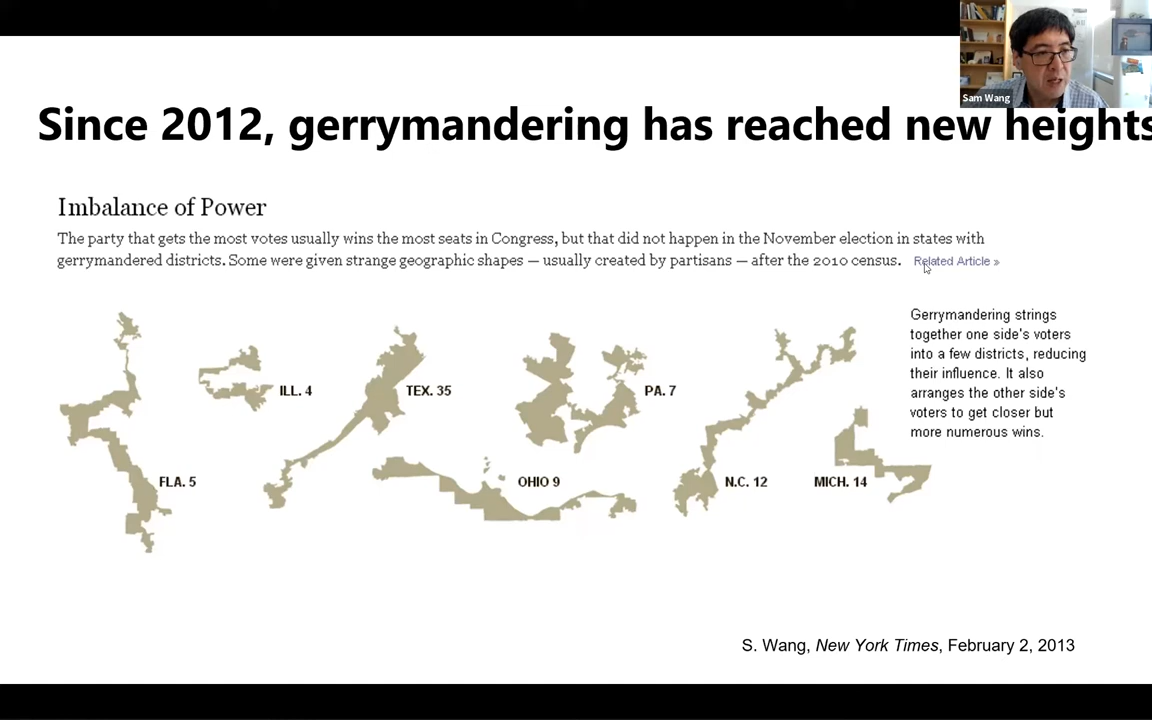 Sam Wang
Since 2012, gerrymandering has reached new heights
Imbalance of Power
The party that gets the most votes usually wins the most seats in Congress, but that did not happen in the November election in states with
gerrymandered districts. Some were given strange geographic shapes — usually created by partisans — after the 2010 census. Related Article »
Gerrymandering strings
together one side's voters
into a few districts, reducing
their influence. It also
arranges the other side's
voters to get closer but
more numerous wins.
ILL. 4
TEX. 35
PA. 7
FLA. 5
OHIO 9
N.C. 12
MICH. 14
S. Wang, New York Times, February 2, 2013